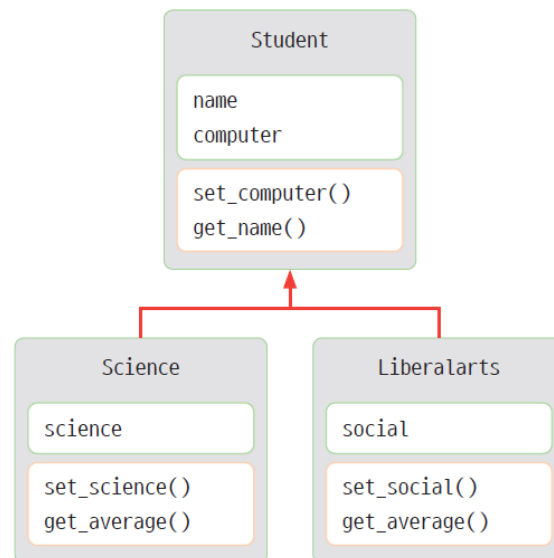 Student
name
computer
set_computer()
get_name()
Science
science
set_science()
get_average()
Liberalarts
social
set_social()
get_average()